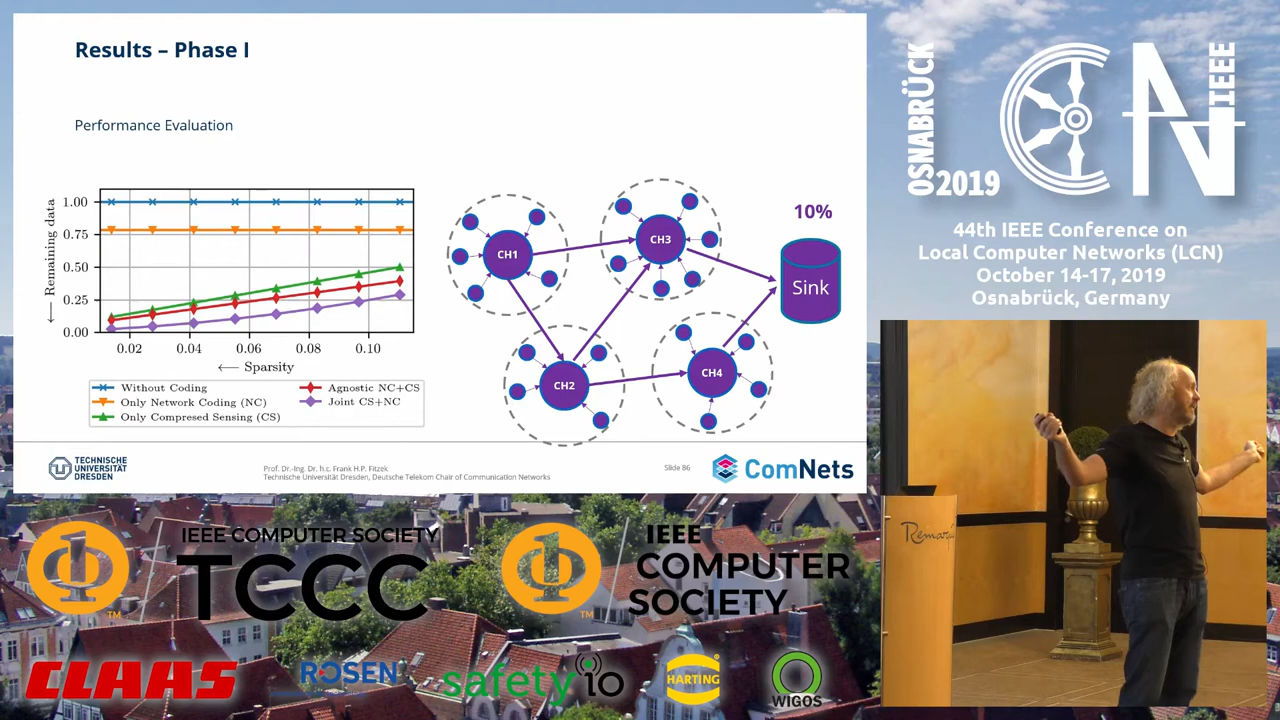 Results – Phase I
Performance Evaluation
Remaining data
1.00
0.75
0.50
0.25
0.00
0.02
0.04
0.06
0.08
0.10
Sparsity
Without Coding
Only Network Coding (NC)
Only Compresed Sensing (CS)
Agnostic NC+CS
Joint CS+NC
CH1
CH2
CH3
CH4
10%
Sink
TECHNISCHE
UNIVERSITÄT
DRESDEN
Prof. Dr.-Ing. Dr. h.c. Frank H.P. Fitzek
Technische Universität Dresden, Deutsche Telekom Chair of Communication Networks
Slide 86
ComNets
OSNABRÜCK
2019
CN
IEEE
44th IEEE Conference on
Local Computer Networks (LCN)
October 14-17, 2019
Osnabrück, Germany
IEEE COMPUTER SOCIETY
TCCC
TM
IEEE
COMPUTER
SOCIETY
TM
CLAAS
ROSEN
safety io
HARTING
WIGOS